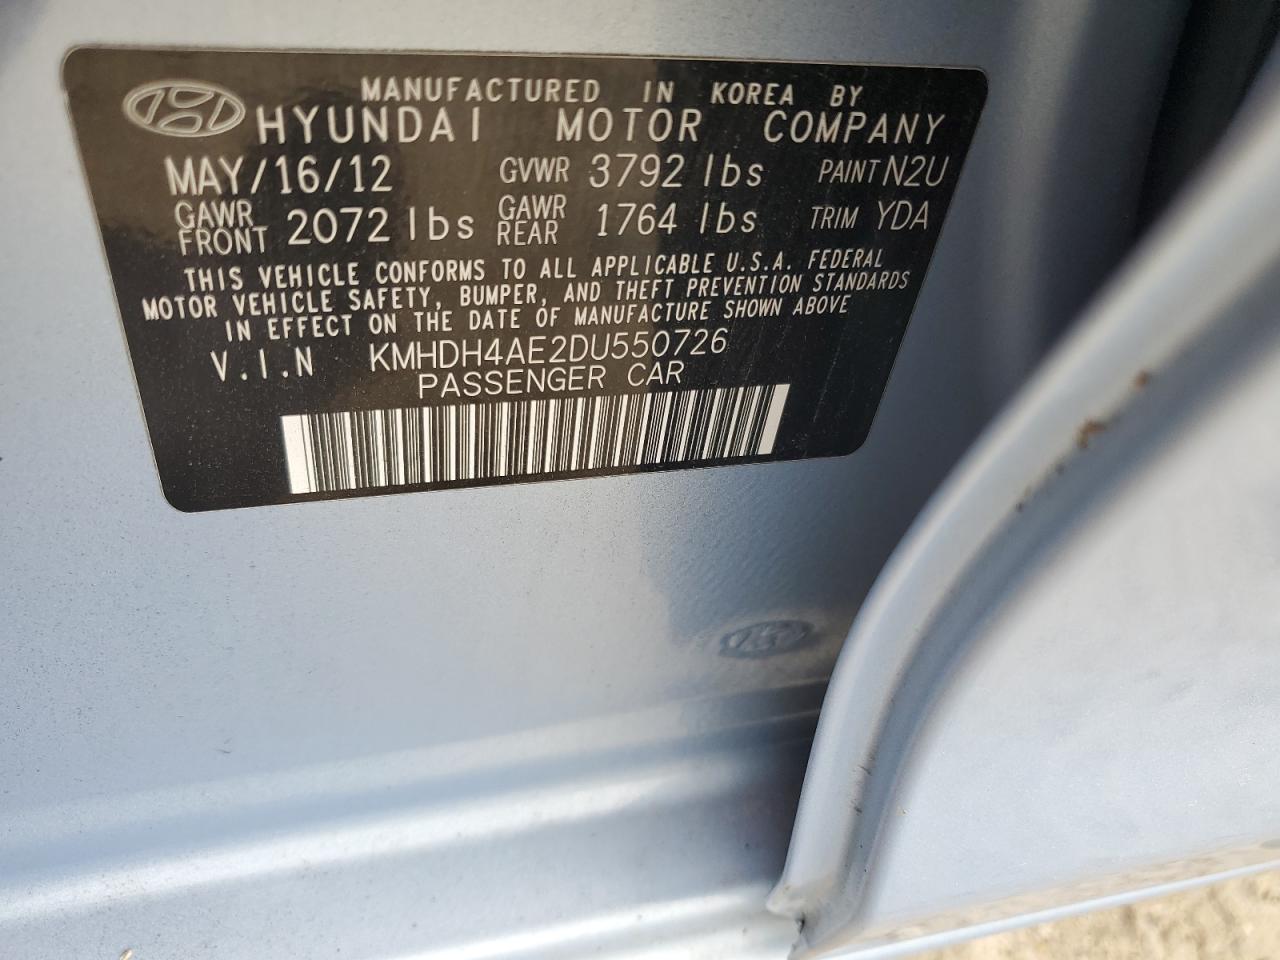 MANUFACTURED IN KOREA BY
HYUNDAI MOTOR COMPANY
MAY/16/12 GVWR 3792 lbs PAINT N2U
GAWR FRONT 2072 lbs GAWR REAR 1764 lbs TRIM YDA
THIS VEHICLE CONFORMS TO ALL APPLICABLE U.S.A. FEDERAL
MOTOR VEHICLE SAFETY, BUMPER, AND THEFT PREVENTION STANDARDS
IN EFFECT ON THE DATE OF MANUFACTURE SHOWN ABOVE
V.I.N KMHDH4AE2DU550726
PASSENGER CAR